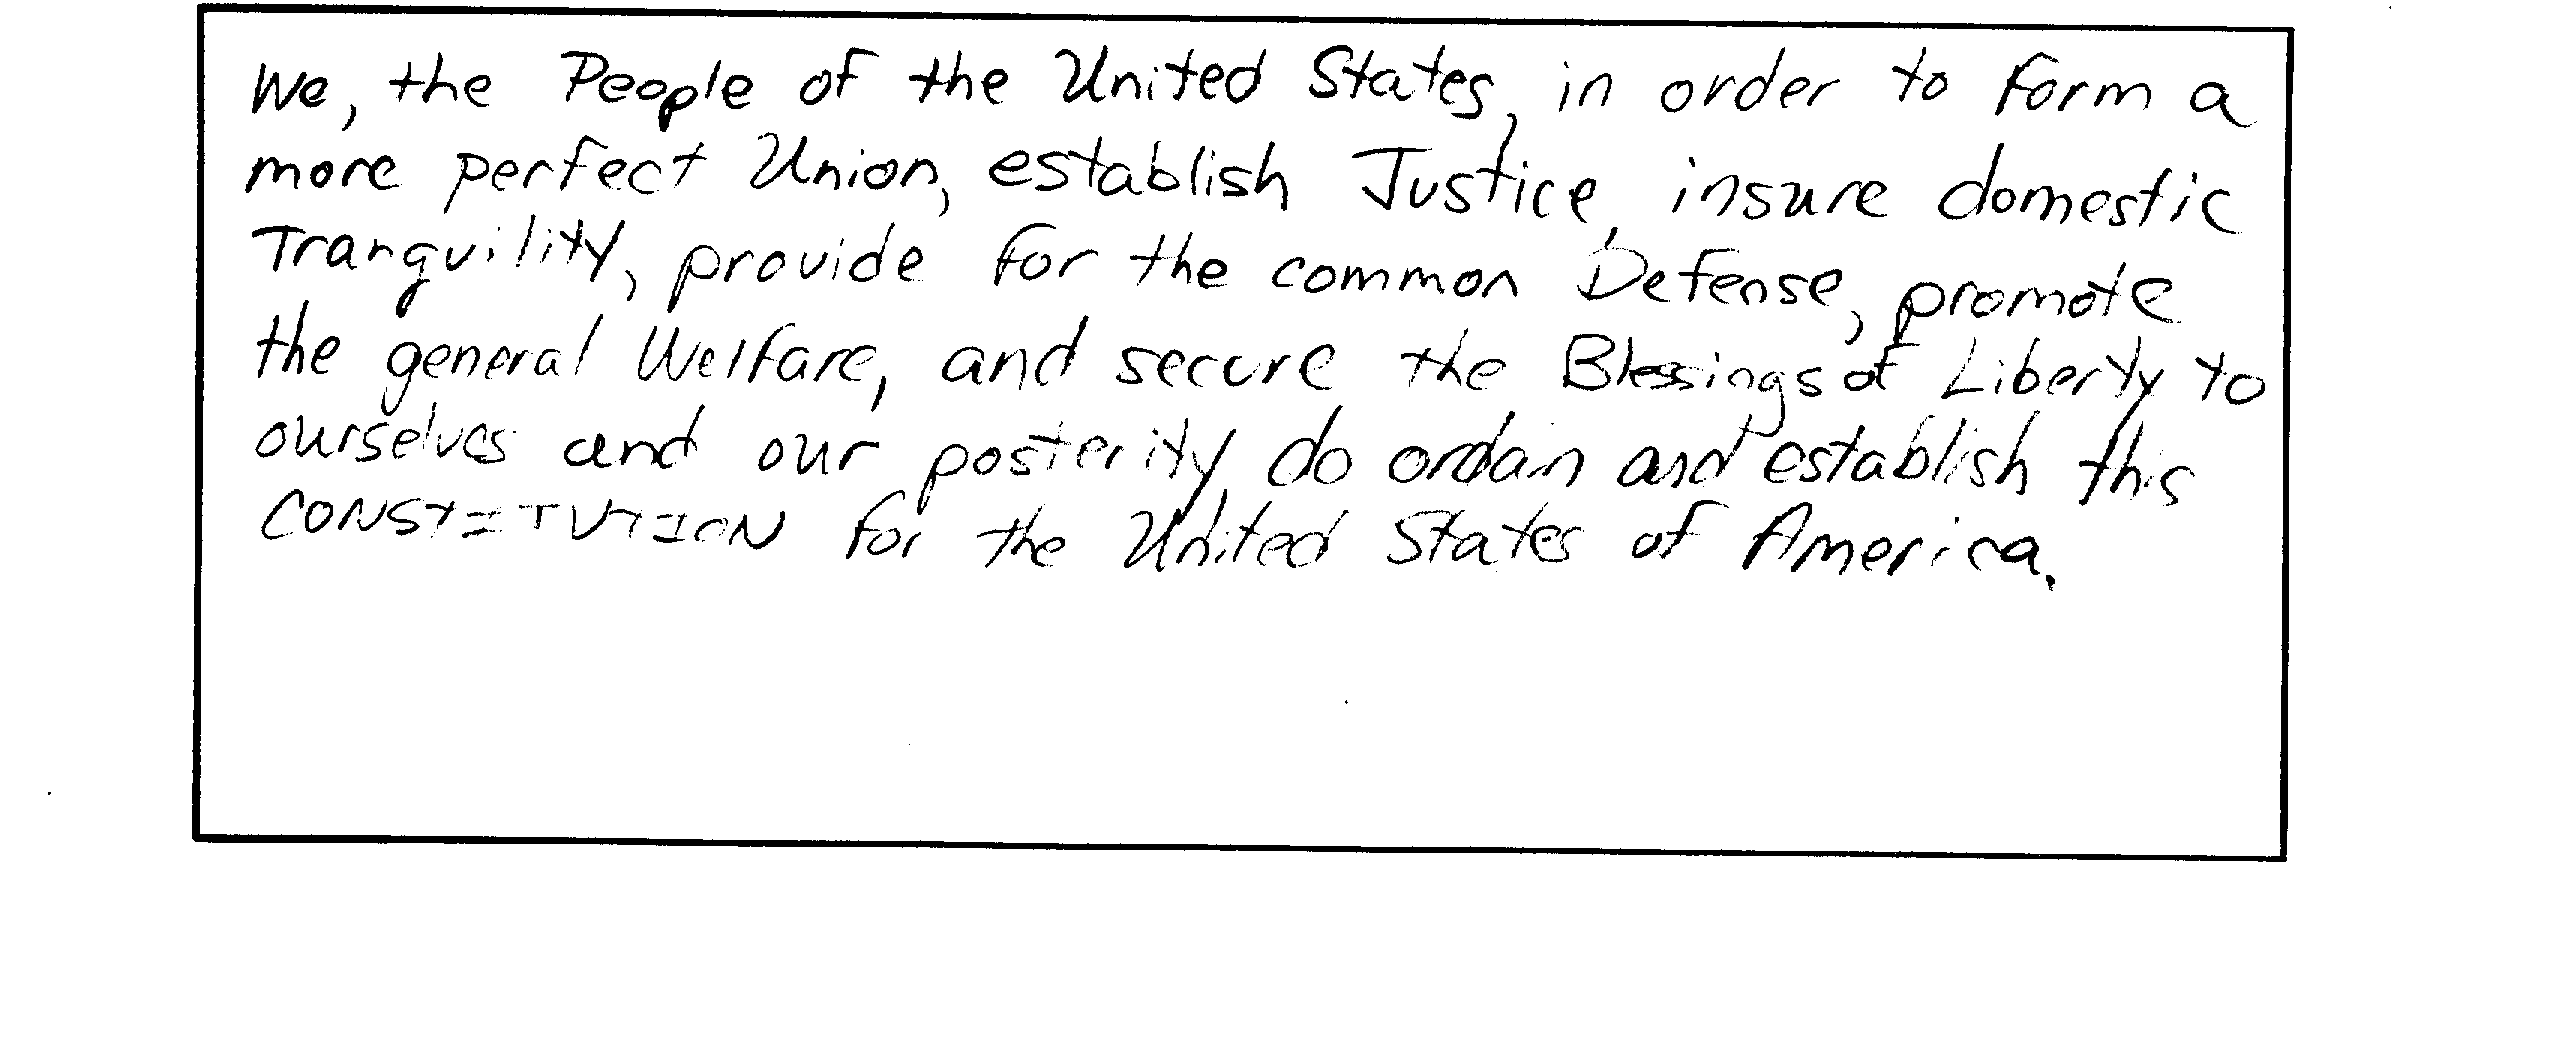 We, the People of the United States, in order to form a
more perfect Union, establish Justice, insure domestic
Tranquility, provide for the common Defense, promote
the general Welfare, and secure the Blessings of Liberty to
ourselves and our posterity, do ordain and establish this
CONSTITUTION for the United States of America.